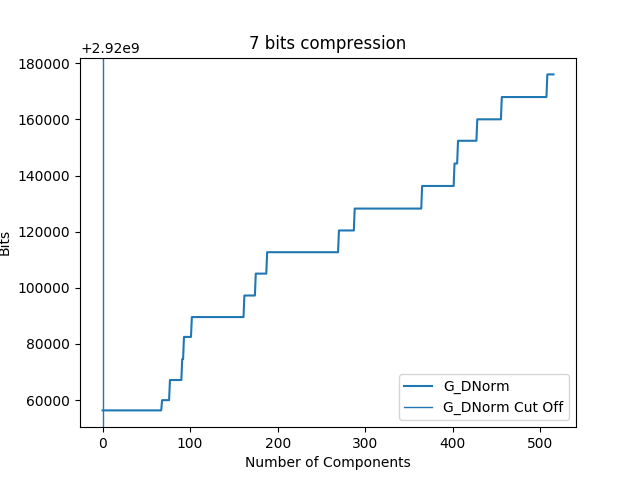 7 bits compression
+2.92e9
180000
160000
140000
120000
100000
80000
60000
Bits
0 100 200 300 400 500
Number of Components
G_DNorm
G_DNorm Cut Off